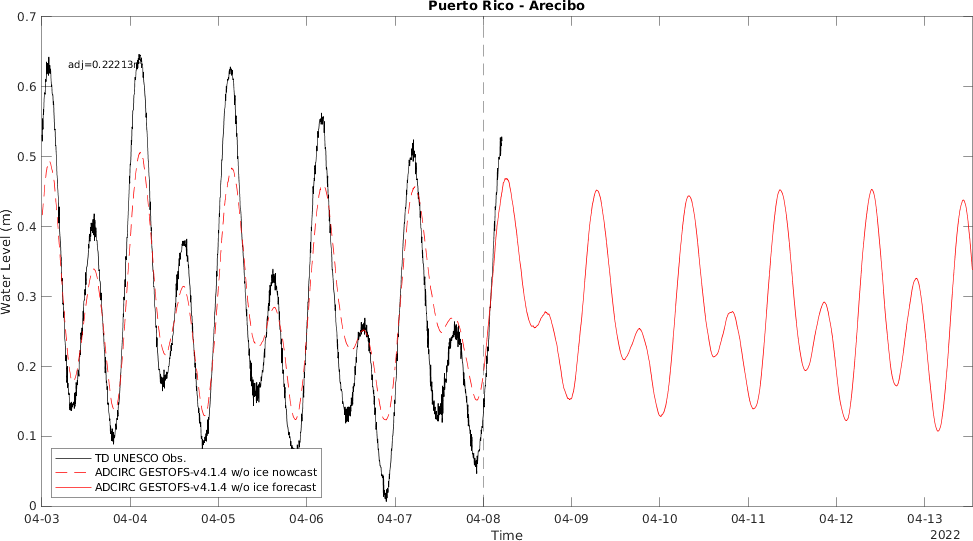 Puerto Rico - Arecibo
0.7
adj=0.22213m
0.6
0.5
0.4
Water Level (m)
0.3
0.2
0.1
0
TD UNESCO Obs.
ADCIRC GESTOFS-v4.1.4 w/o ice nowcast
ADCIRC GESTOFS-v4.1.4 w/o ice forecast
04-03 04-04 04-05 04-06 04-07 04-08 04-09 04-10 04-11 04-12 04-13
Time
2022